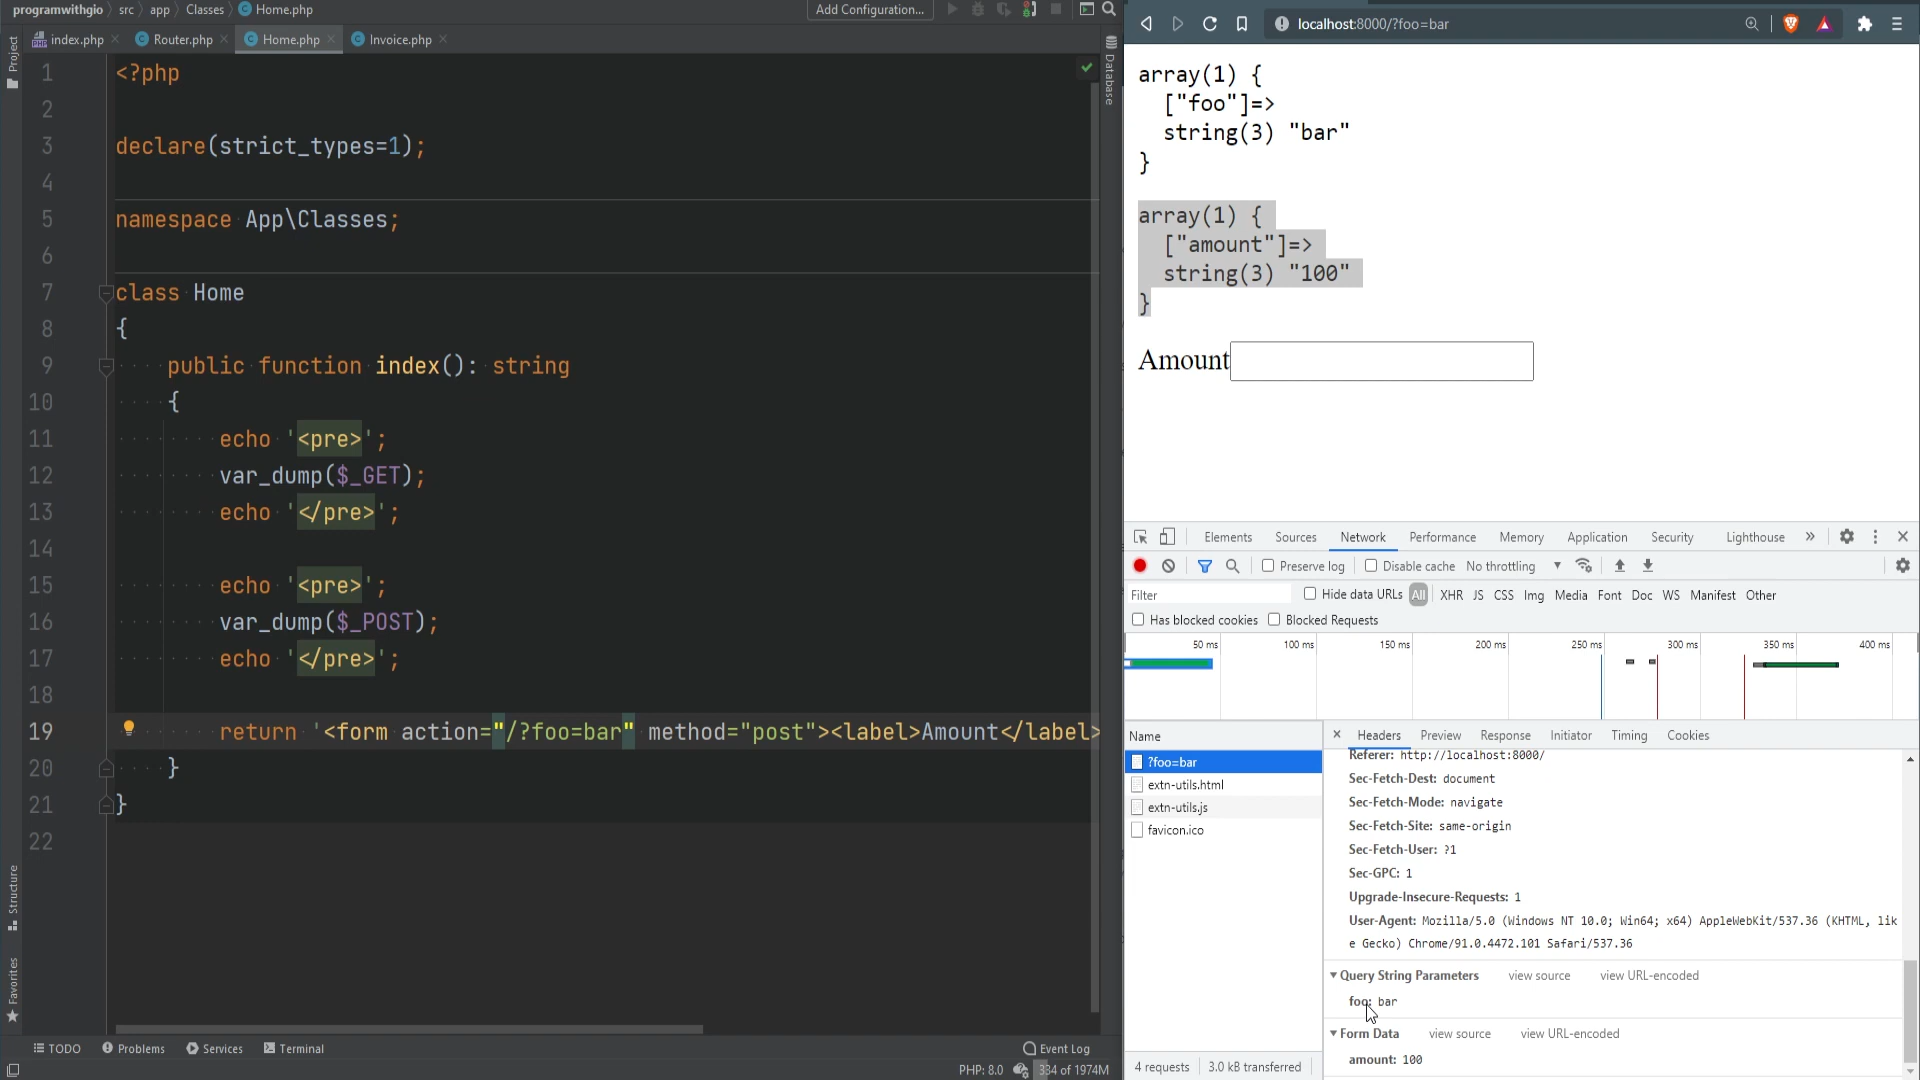 programwithgio
src
app
Classes
Home.php
Add Configuration...
index.php
Router.php
Home.php
Invoice.php
Project
Database
Structure
Favorites
1 <?php
2
3 declare(strict_types=1);
4
5 namespace App\Classes;
6
7 class Home
8 {
9 public function index(): string
10 {
11 echo '<pre>';
12 var_dump($_GET);
13 echo '</pre>';
14
15 echo '<pre>';
16 var_dump($_POST);
17 echo '</pre>';
18
19 return '<form action="/?foo=bar" method="post"><label>Amount</label>
20 }
21 }
22
TODO
Problems
Services
Terminal
Event Log
PHP: 8.0
334 of 1974M
localhost:8000/?foo=bar
array(1) {
["foo"]=>
string(3) "bar"
}
array(1) {
["amount"]=>
string(3) "100"
}
Amount
Elements Sources Network Performance Memory Application Security Lighthouse »
Preserve log Disable cache No throttling
Filter Hide data URLs All XHR JS CSS Img Media Font Doc WS Manifest Other
Has blocked cookies Blocked Requests
50 ms 100 ms 150 ms 200 ms 250 ms 300 ms 350 ms 400 ms
Name
?foo=bar
extn-utils.html
extn-utils.js
favicon.ico
Headers Preview Response Initiator Timing Cookies
Referer: http://localhost:8000/
Sec-Fetch-Dest: document
Sec-Fetch-Mode: navigate
Sec-Fetch-Site: same-origin
Sec-Fetch-User: ?1
Sec-GPC: 1
Upgrade-Insecure-Requests: 1
User-Agent: Mozilla/5.0 (Windows NT 10.0; Win64; x64) AppleWebKit/537.36 (KHTML, lik
e Gecko) Chrome/91.0.4472.101 Safari/537.36
Query String Parameters view source view URL-encoded
foo: bar
Form Data view source view URL-encoded
amount: 100
4 requests 3.0 kB transferred